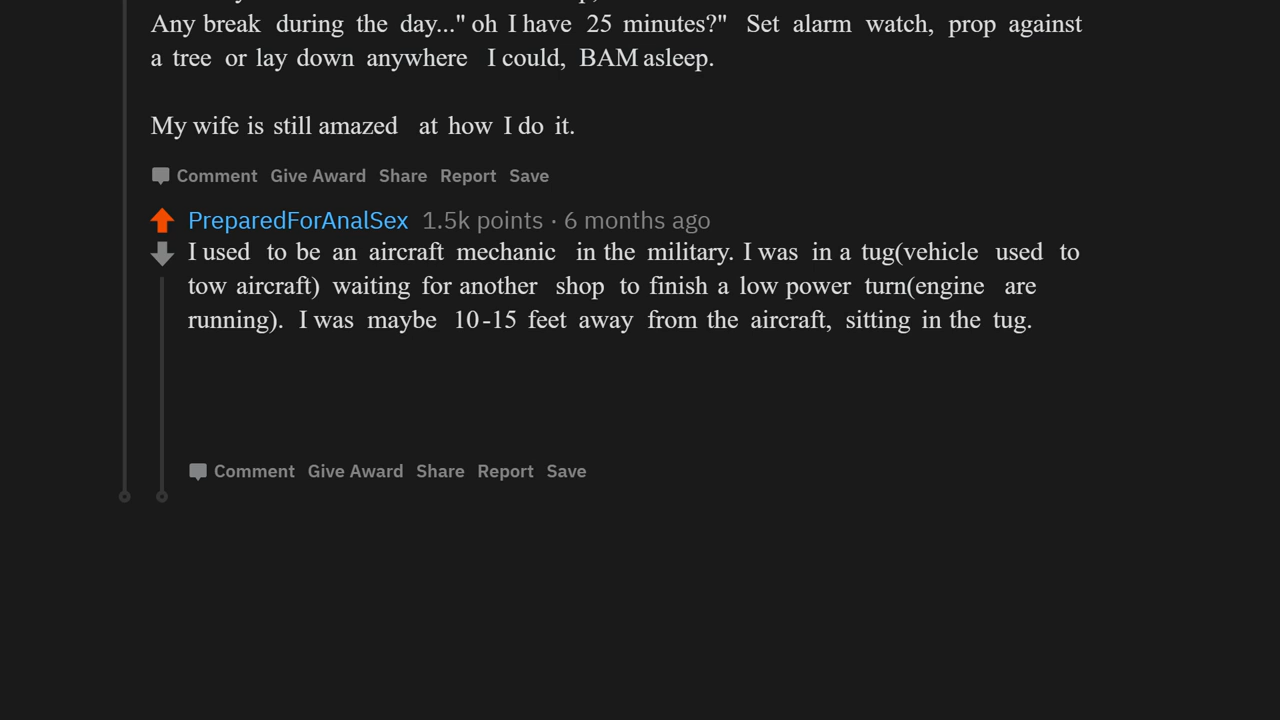 Any break during the day..." oh I have 25 minutes?" Set alarm watch, prop against
a tree or lay down anywhere I could, BAM asleep.
My wife is still amazed at how I do it.
Comment Give Award Share Report Save
PreparedForAnalSex 1.5k points · 6 months ago
I used to be an aircraft mechanic in the military. I was in a tug(vehicle used to
tow aircraft) waiting for another shop to finish a low power turn(engine are
running). I was maybe 10-15 feet away from the aircraft, sitting in the tug.
Comment Give Award Share Report Save